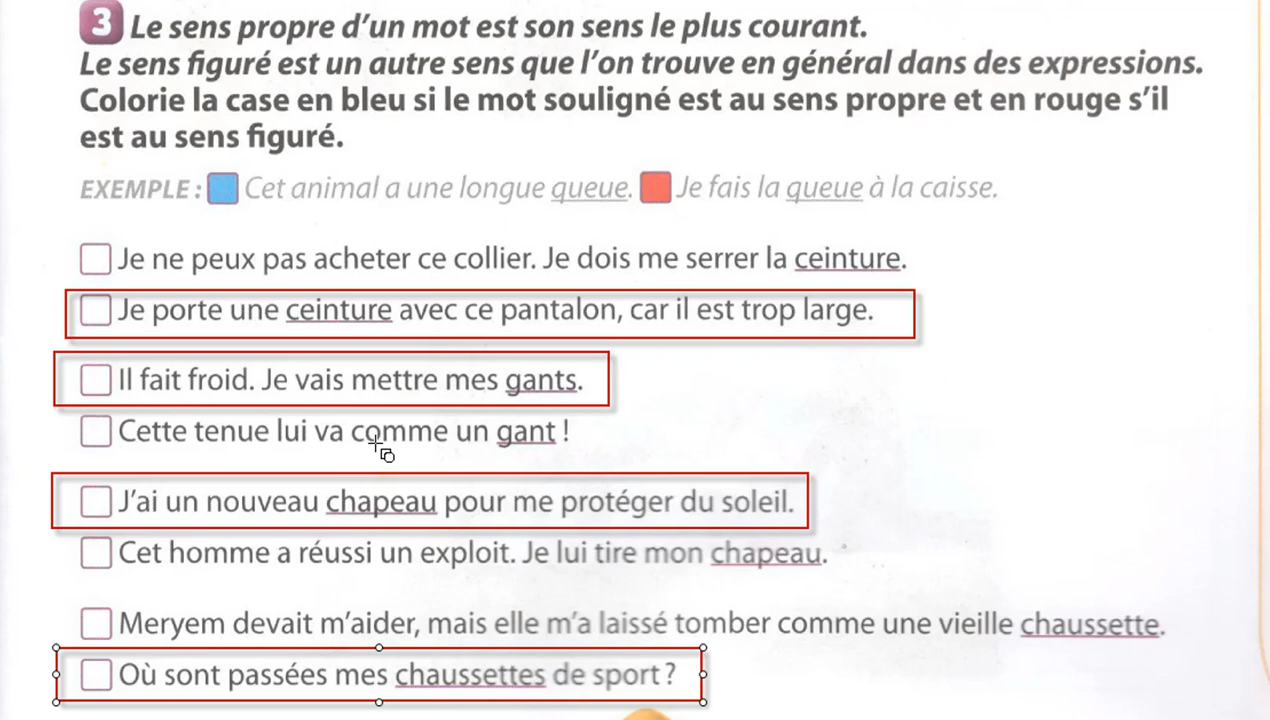 3 Le sens propre d'un mot est son sens le plus courant.
Le sens figuré est un autre sens que l'on trouve en général dans des expressions.
Colorie la case en bleu si le mot souligné est au sens propre et en rouge s'il
est au sens figuré.
EXEMPLE : Cet animal a une longue queue. Je fais la queue à la caisse.
Je ne peux pas acheter ce collier. Je dois me serrer la ceinture.
Je porte une ceinture avec ce pantalon, car il est trop large.
Il fait froid. Je vais mettre mes gants.
Cette tenue lui va comme un gant !
J'ai un nouveau chapeau pour me protéger du soleil.
Cet homme a réussi un exploit. Je lui tire mon chapeau.
Meryem devait m'aider, mais elle m'a laissé tomber comme une vieille chaussette.
Où sont passées mes chaussettes de sport ?